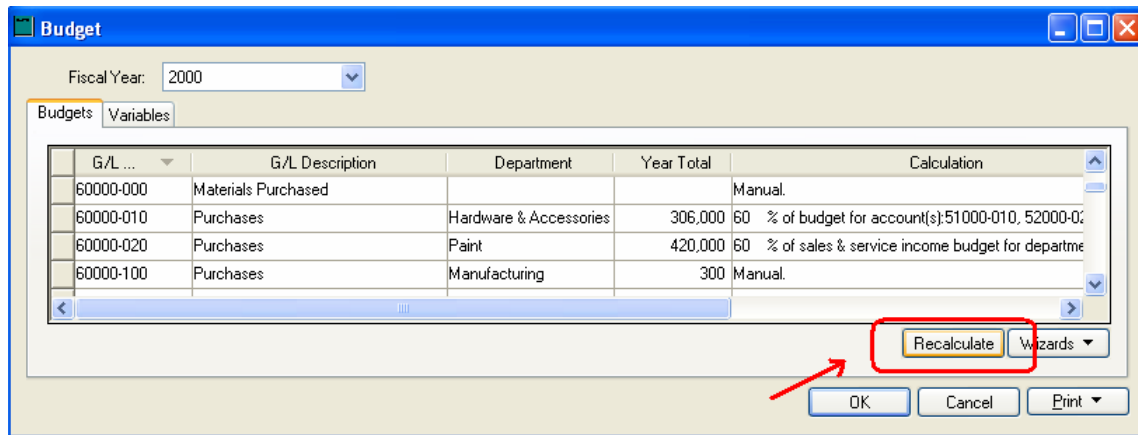 Budget
Fiscal Year: 2000
Budgets Variables
G/L ... G/L Description Department Year Total Calculation
60000-000 Materials Purchased Manual.
60000-010 Purchases Hardware & Accessories 306,000 60 % of budget for account(s):51000-010, 52000-02
60000-020 Purchases Paint 420,000 60 % of sales & service income budget for departme
60000-100 Purchases Manufacturing 300 Manual.
Recalculate Wizards
OK Cancel Print